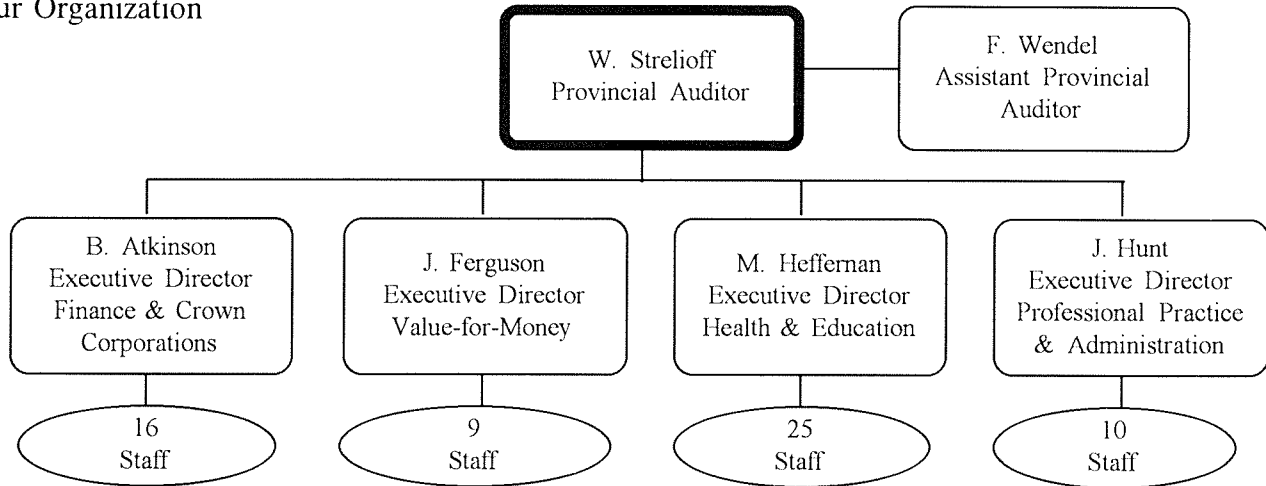 ur Organization
W. Strelioff
Provincial Auditor
F. Wendel
Assistant Provincial
Auditor
B. Atkinson
Executive Director
Finance & Crown
Corporations
J. Ferguson
Executive Director
Value-for-Money
M. Heffernan
Executive Director
Health & Education
J. Hunt
Executive Director
Professional Practice
& Administration
16
Staff
9
Staff
25
Staff
10
Staff